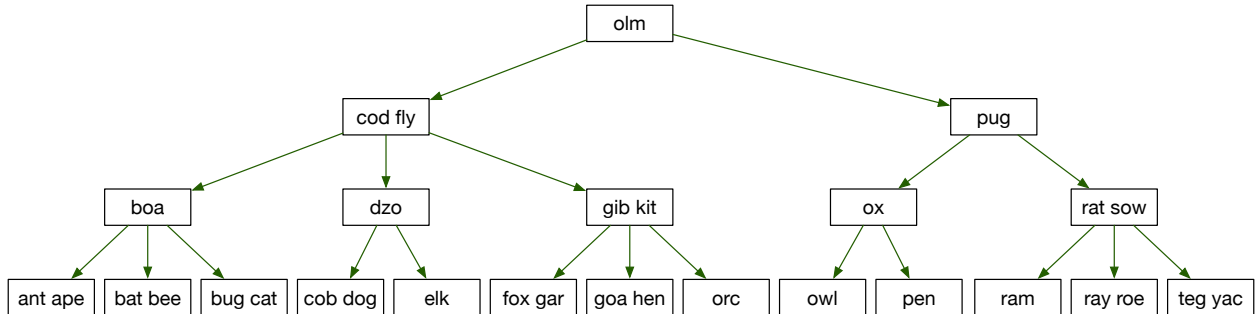 olm
cod fly
pug
boa
dzo
gib kit
ox
rat sow
ant ape
bat bee
bug cat
cob dog
elk
fox gar
goa hen
orc
owl
pen
ram
ray roe
teg yac